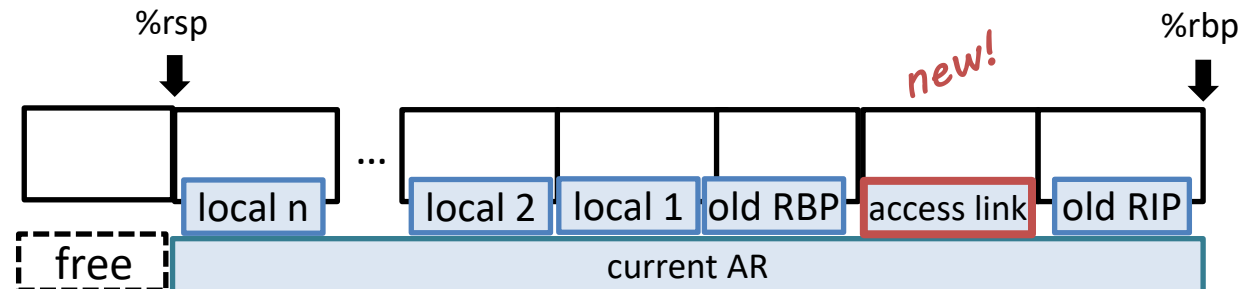 %rsp
%rbp
new!
...
local n
local 2
local 1
old RBP
access link
old RIP
free
current AR